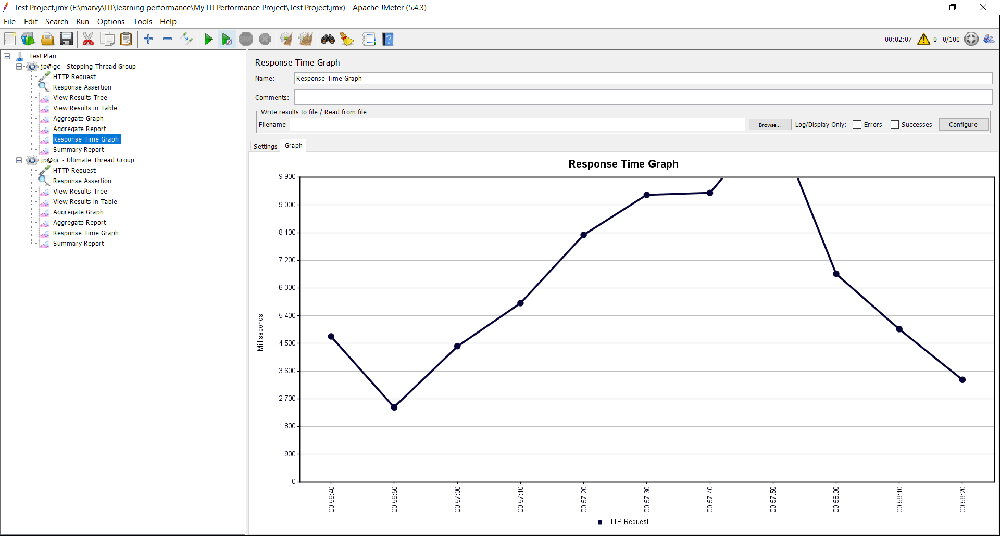 Test Project.jmx (F:\marvy\ITI\learning performance\My ITI Performance Project\Test Project.jmx) - Apache JMeter (5.4.3)
File Edit Search Run Options Tools Help
STOP
00:02:07 0 0/100
Test Plan
jp@gc - Stepping Thread Group
HTTP Request
Response Assertion
View Results Tree
View Results in Table
Aggregate Graph
Aggregate Report
Response Time Graph
Summary Report
jp@gc - Ultimate Thread Group
HTTP Request
Response Assertion
View Results Tree
View Results in Table
Aggregate Graph
Aggregate Report
Response Time Graph
Summary Report
Response Time Graph
Name: Response Time Graph
Comments:
Write results to file / Read from file
Filename Browse... Log/Display Only: Errors Successes Configure
Settings Graph
Response Time Graph
9,900
9,000
8,100
7,200
6,300
5,400
4,500
3,600
2,700
1,800
900
0
Milliseconds
00:56:40
00:56:50
00:57:00
00:57:10
00:57:20
00:57:30
00:57:40
00:57:50
00:58:00
00:58:10
00:58:20
HTTP Request